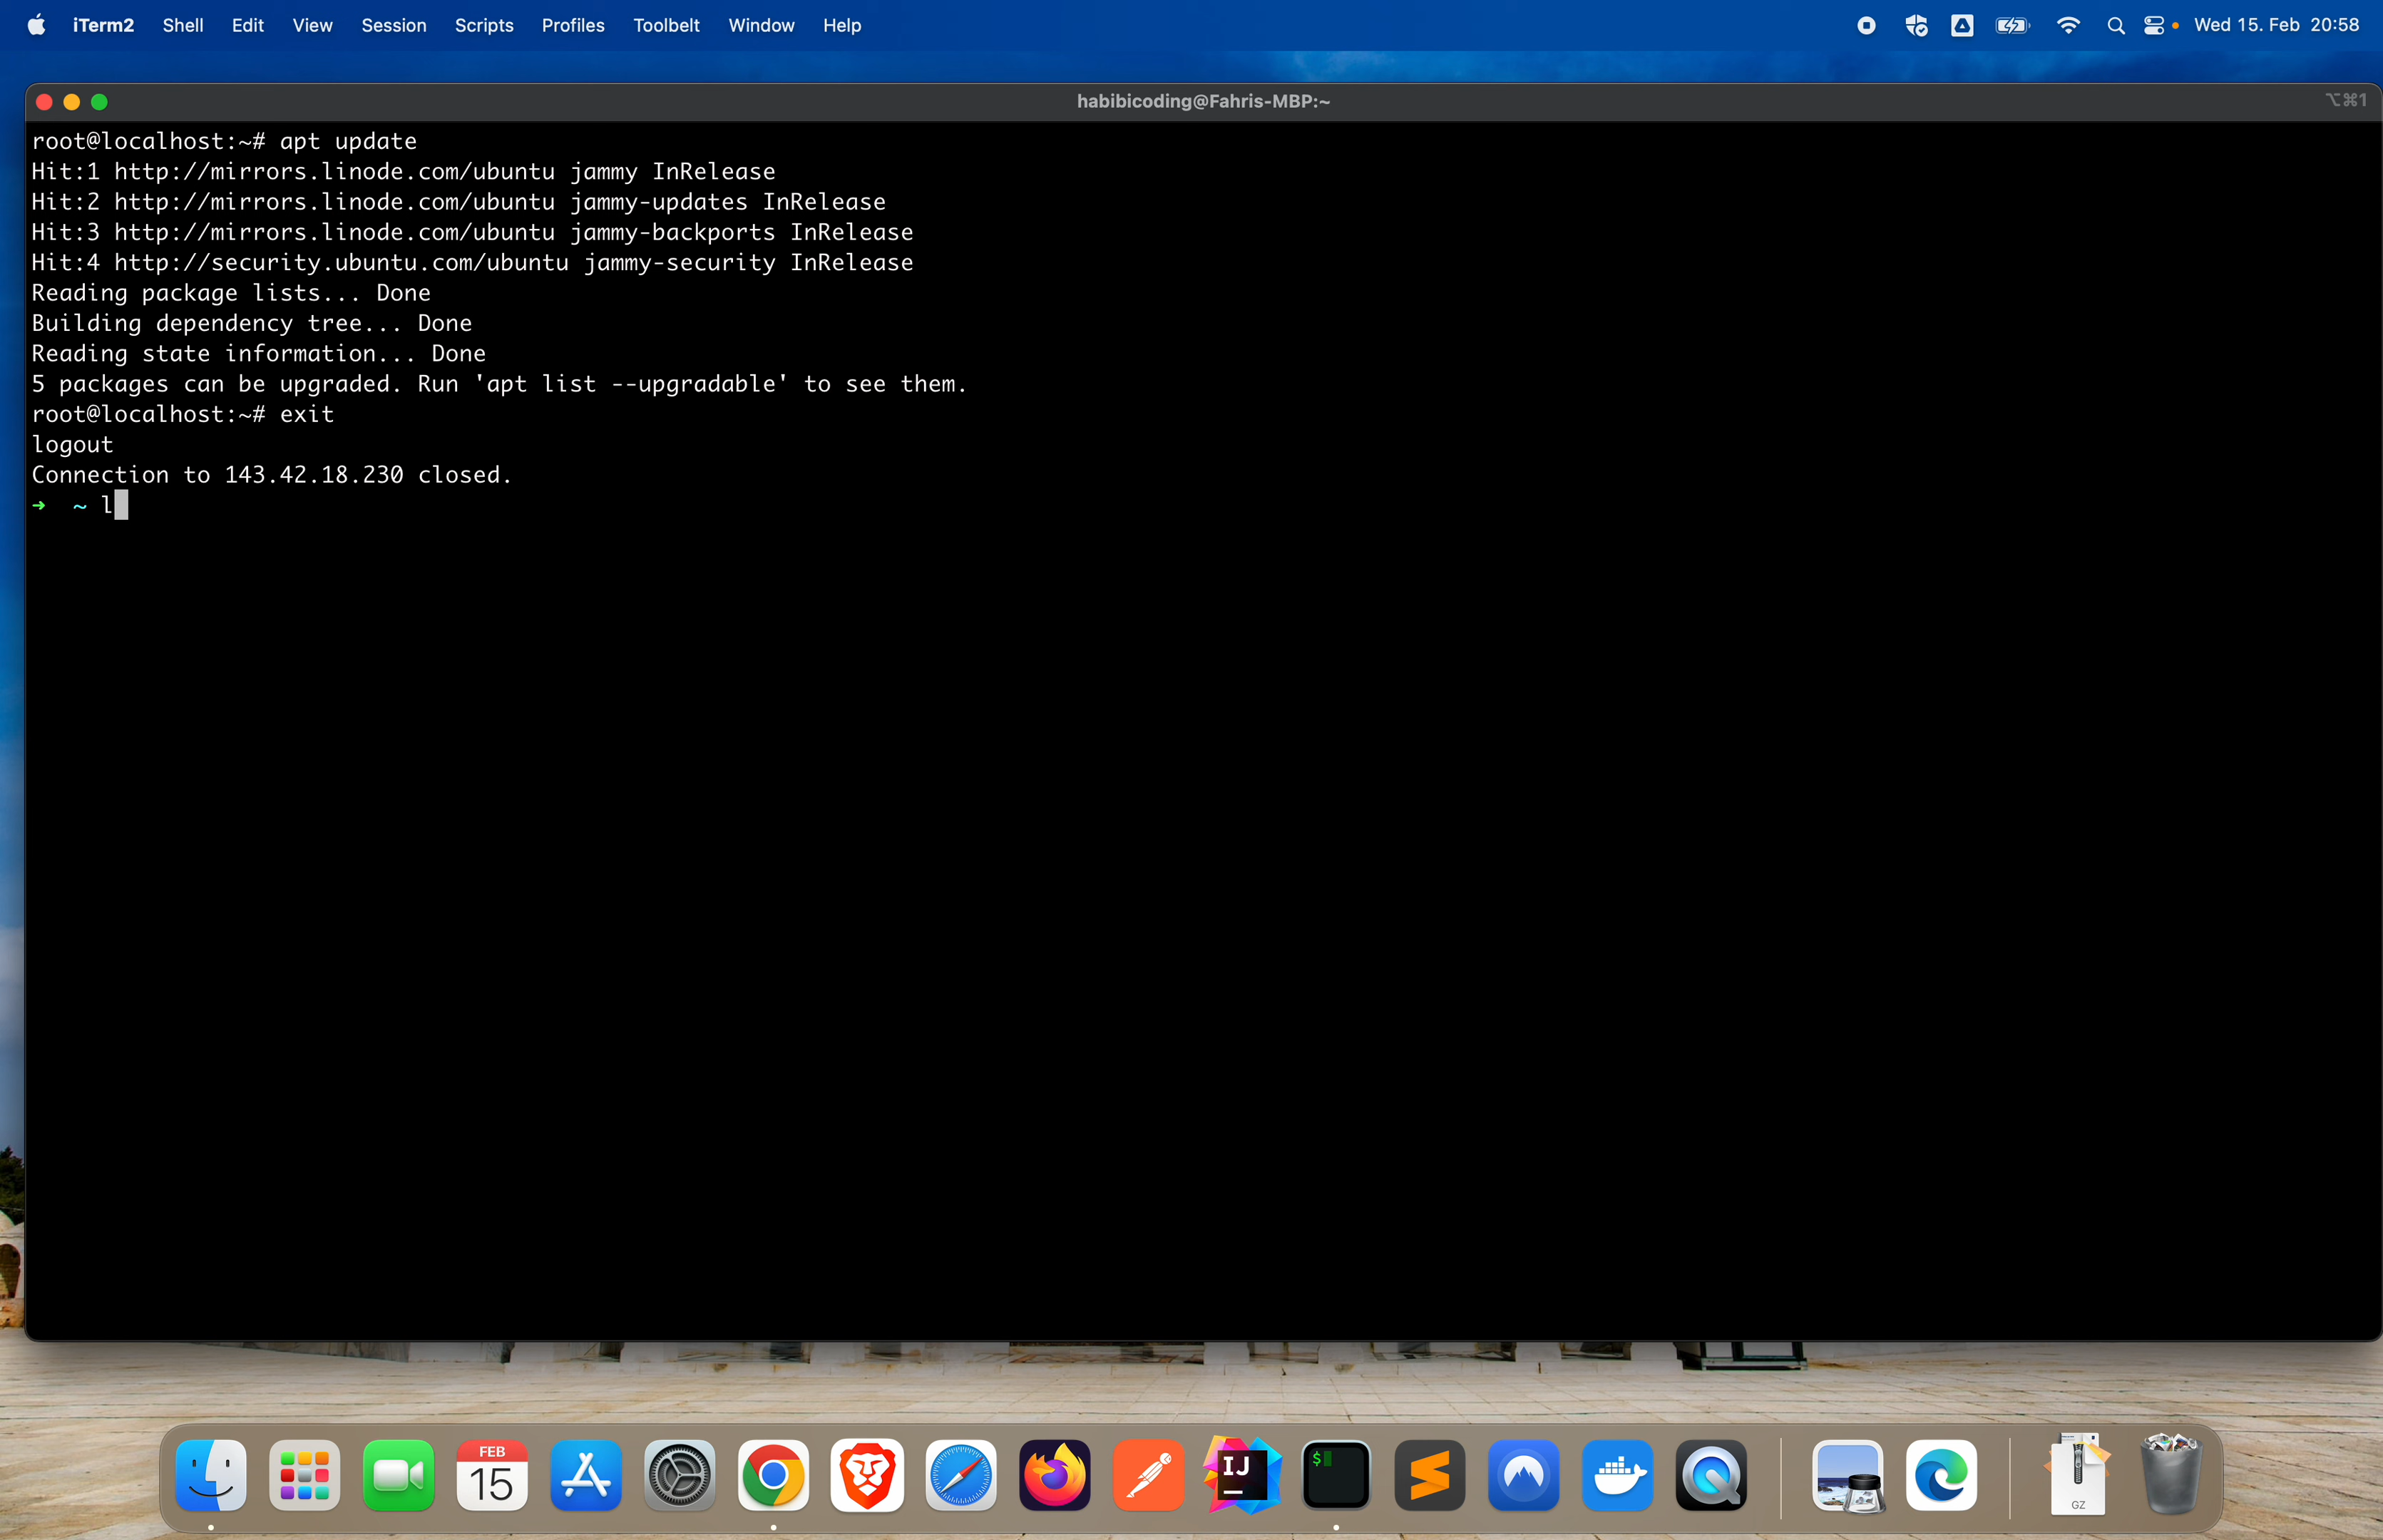 iTerm2 Shell Edit View Session Scripts Profiles Toolbelt Window Help Wed 15. Feb 20:58
habibicoding@Fahris-MBP:~ ⌥⌘1
root@localhost:~# apt update
Hit:1 http://mirrors.linode.com/ubuntu jammy InRelease
Hit:2 http://mirrors.linode.com/ubuntu jammy-updates InRelease
Hit:3 http://mirrors.linode.com/ubuntu jammy-backports InRelease
Hit:4 http://security.ubuntu.com/ubuntu jammy-security InRelease
Reading package lists... Done
Building dependency tree... Done
Reading state information... Done
5 packages can be upgraded. Run 'apt list --upgradable' to see them.
root@localhost:~# exit
logout
Connection to 143.42.18.230 closed.
➜ ~ l
FEB
15
IJ
$
GZ